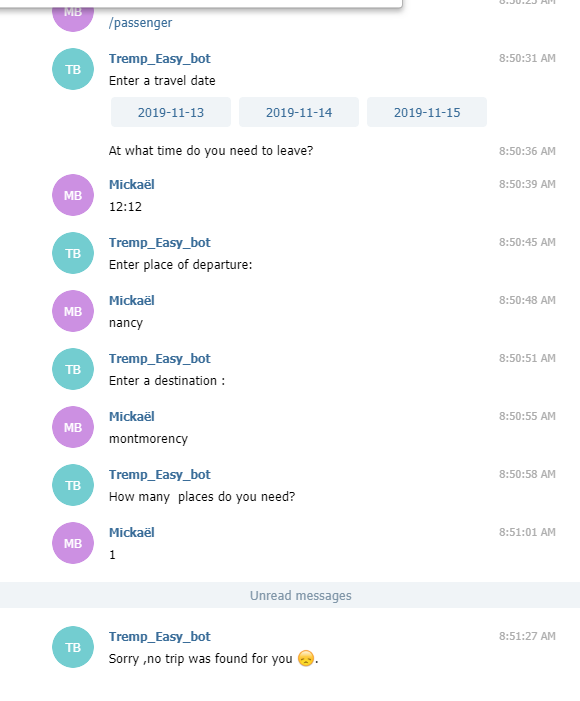 MB
8:50:25 AM
/passenger
TB
Tremp_Easy_bot
8:50:31 AM
Enter a travel date
2019-11-13
2019-11-14
2019-11-15
At what time do you need to leave?
8:50:36 AM
MB
Mickaël
8:50:39 AM
12:12
TB
Tremp_Easy_bot
8:50:45 AM
Enter place of departure:
MB
Mickaël
8:50:48 AM
nancy
TB
Tremp_Easy_bot
8:50:51 AM
Enter a destination :
MB
Mickaël
8:50:55 AM
montmorency
TB
Tremp_Easy_bot
8:50:58 AM
How many  places do you need?
MB
Mickaël
8:51:01 AM
1
Unread messages
TB
Tremp_Easy_bot
8:51:27 AM
Sorry ,no trip was found for you 😞.